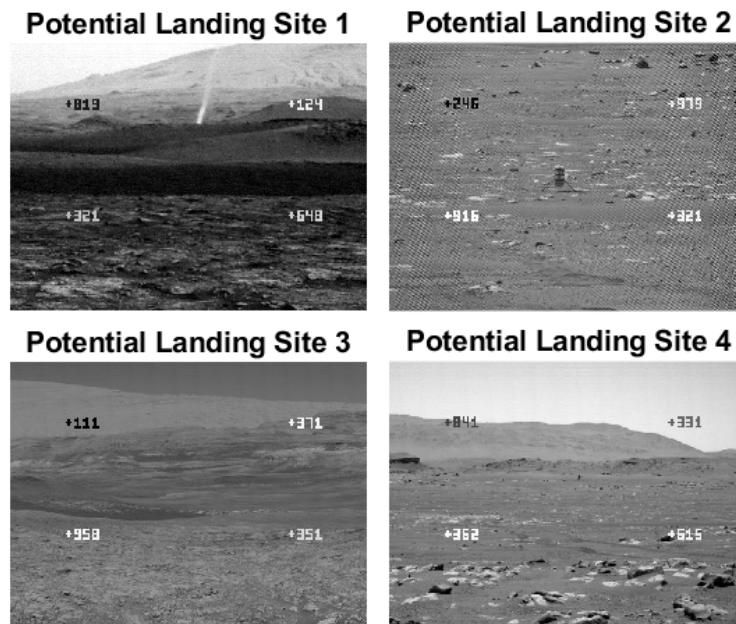 Potential Landing Site 1
Potential Landing Site 2
+819 +124
+246 +979
+321 +648
+916 +321
Potential Landing Site 3
Potential Landing Site 4
+111 +371
+841 +331
+958 +351
+362 +615